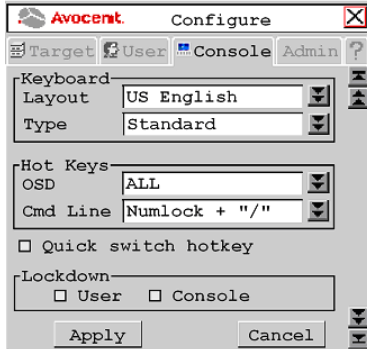 Avocent. Configure
Target User Console Admin ?
Keyboard
Layout US English
Type Standard
Hot Keys
OSD ALL
Cmd Line Numlock + "/"
Quick switch hotkey
Lockdown
User Console
Apply Cancel